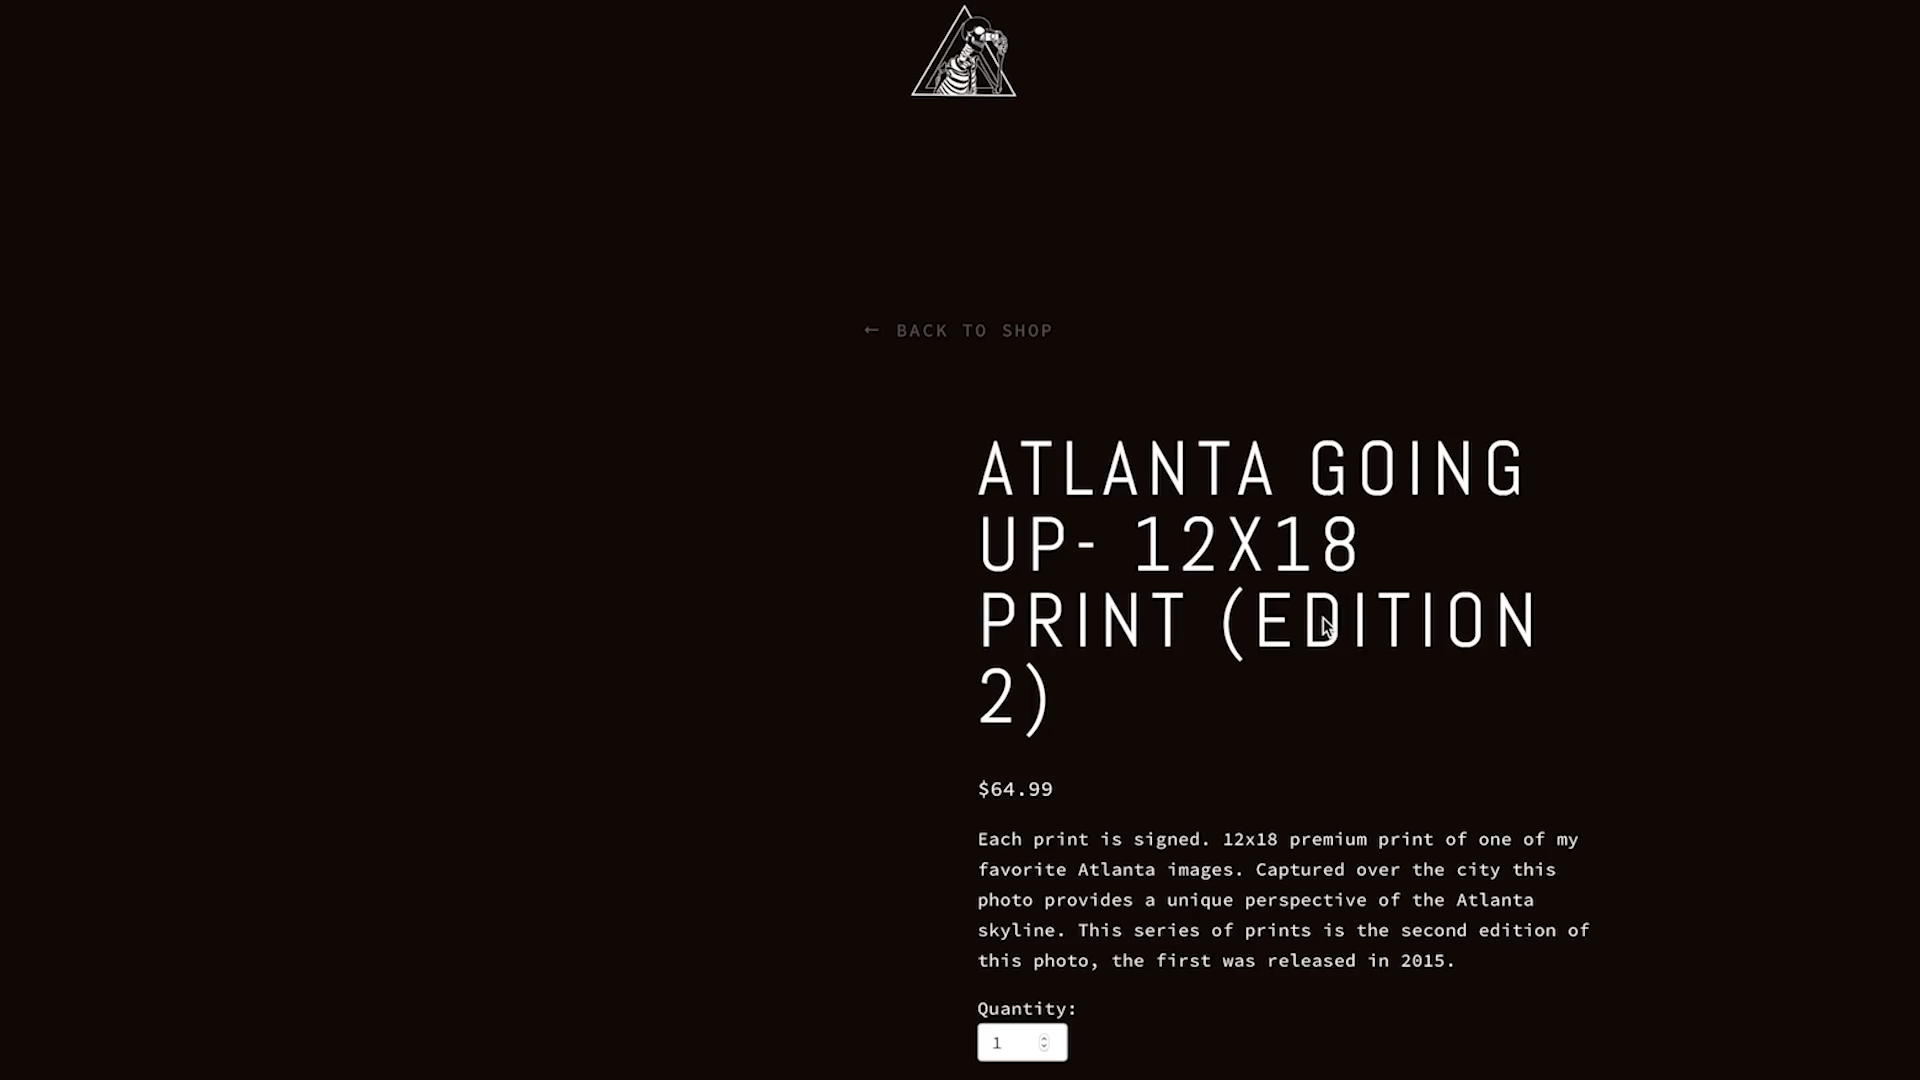 ← BACK TO SHOP
ATLANTA GOING
UP- 12X18
PRINT (EDITION
2)
$64.99
Each print is signed. 12x18 premium print of one of my
favorite Atlanta images. Captured over the city this
photo provides a unique perspective of the Atlanta
skyline. This series of prints is the second edition of
this photo, the first was released in 2015.
Quantity:
1